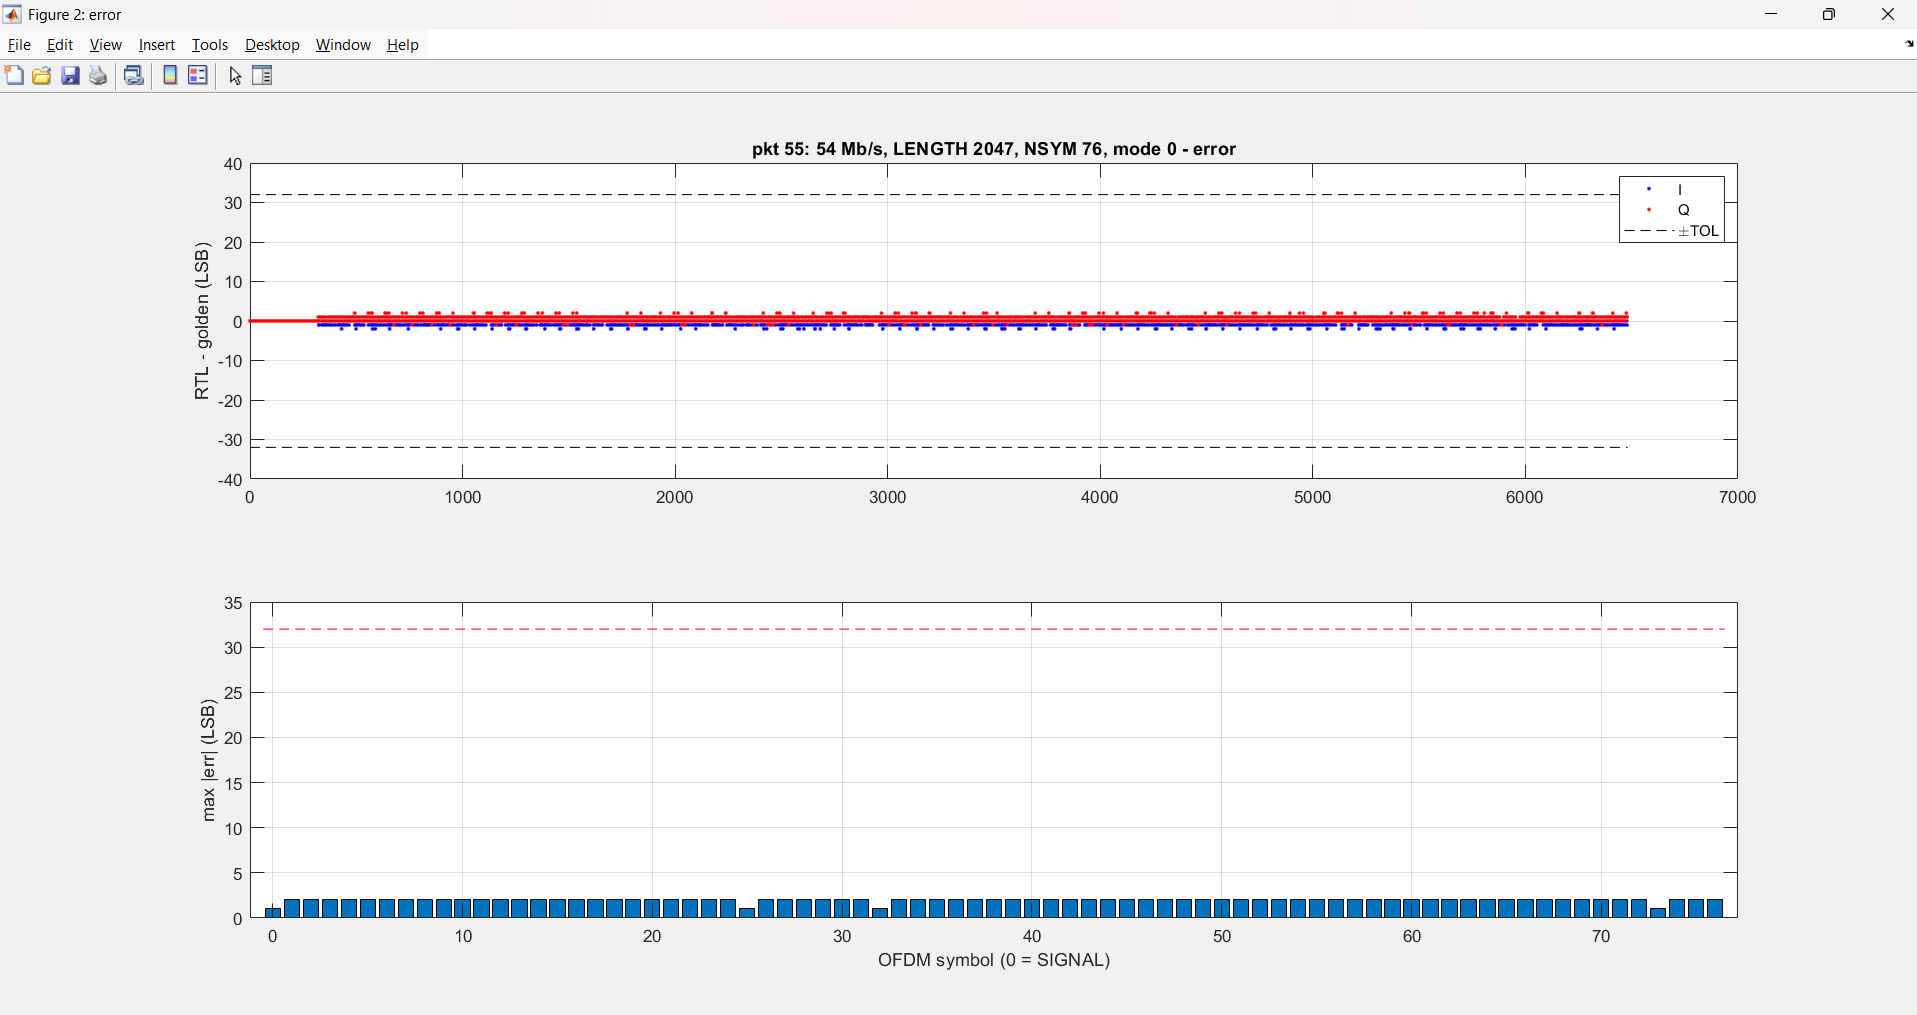 Figure 2: error
File Edit View Insert Tools Desktop Window Help
pkt 55: 54 Mb/s, LENGTH 2047, NSYM 76, mode 0 - error
RTL - golden (LSB)
40
30
20
10
0
-10
-20
-30
-40
0 1000 2000 3000 4000 5000 6000 7000
I
Q
±TOL
max |err| (LSB)
35
30
25
20
15
10
5
0
0 10 20 30 40 50 60 70
OFDM symbol (0 = SIGNAL)